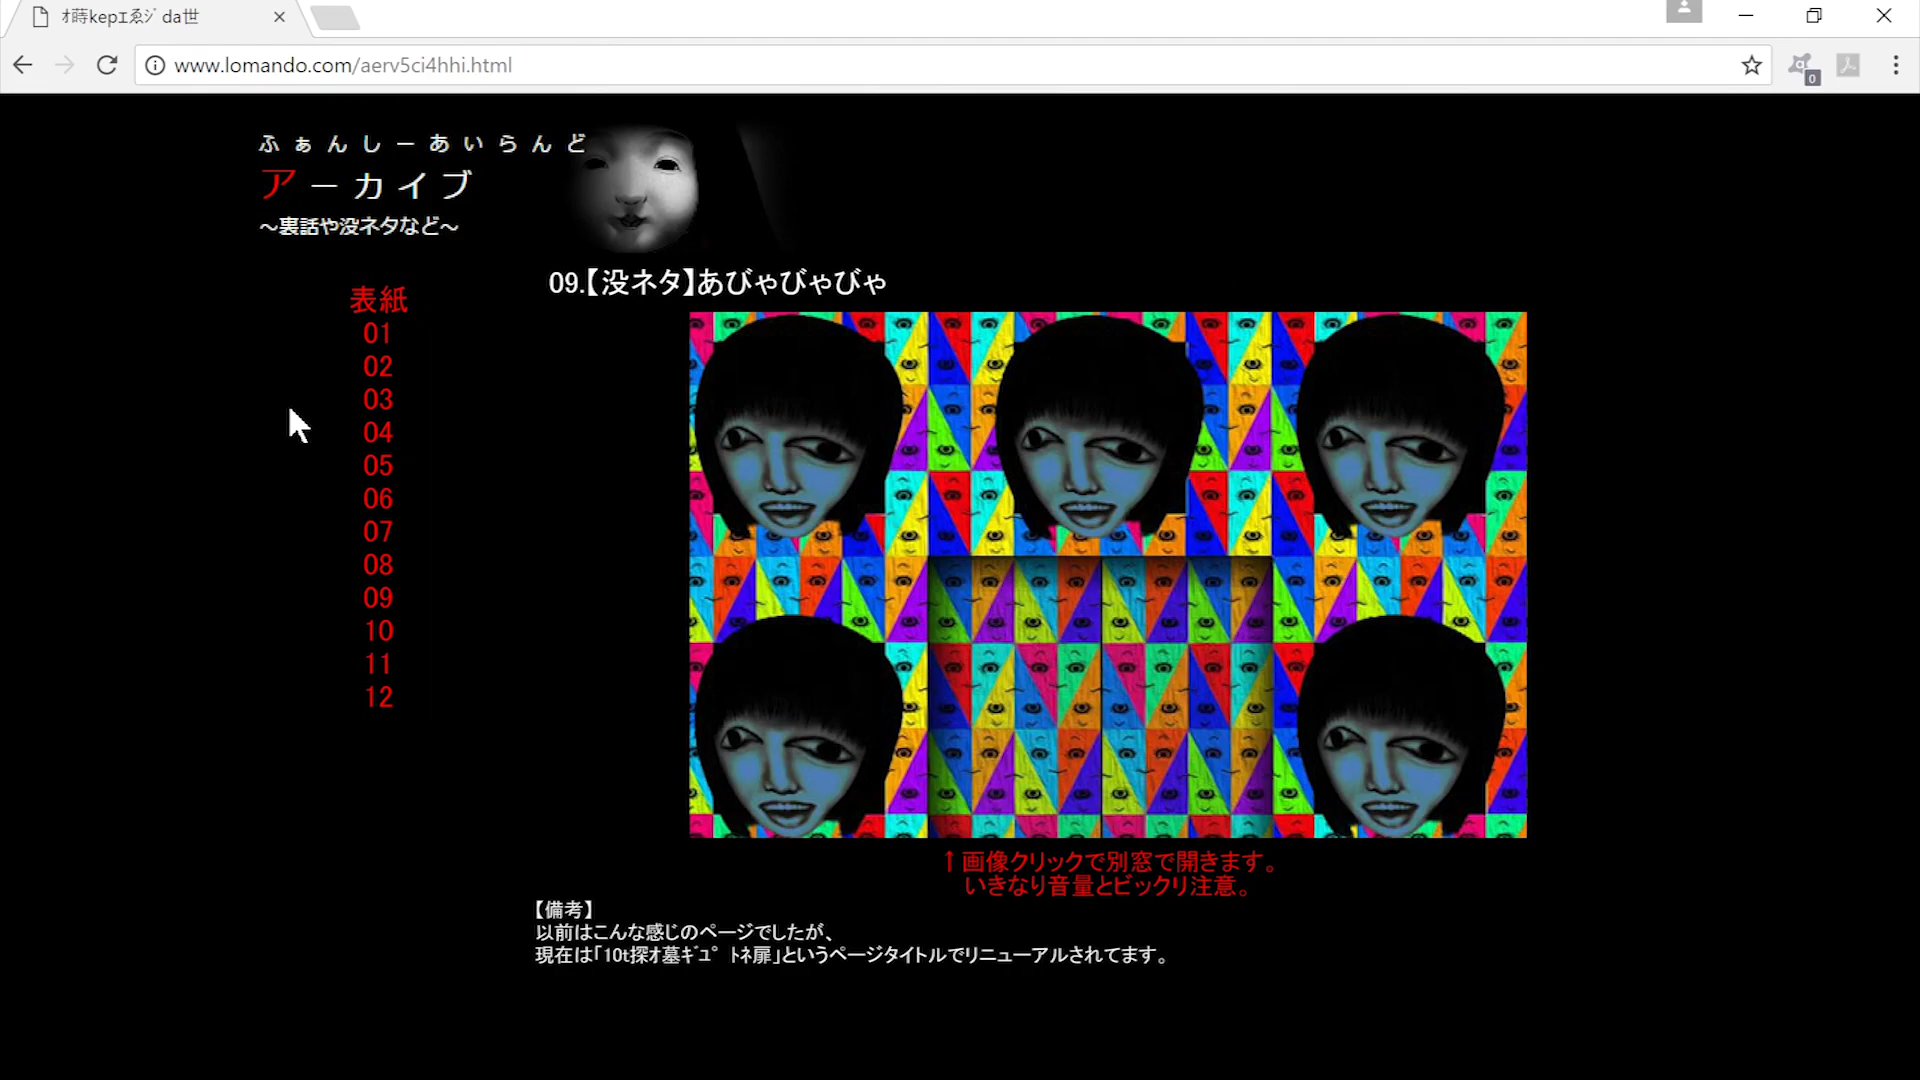 ｵ蒔kepｴゑｼﾞda世
www.lomando.com/aerv5ci4hhi.html
0
ふぁんしーあいらんど
アーカイブ
～裏話や没ネタなど～
09.【没ネタ】あびゃびゃびゃ
表紙
01
02
03
04
05
06
07
08
09
10
11
12
↑画像クリックで別窓で開きます。
いきなり音量とビックリ注意。
【備考】
以前はこんな感じのページでしたが、
現在は「10t探ｵ墓ｷﾞﾕﾟﾄﾈ扉」というページタイトルでリニューアルされてます。